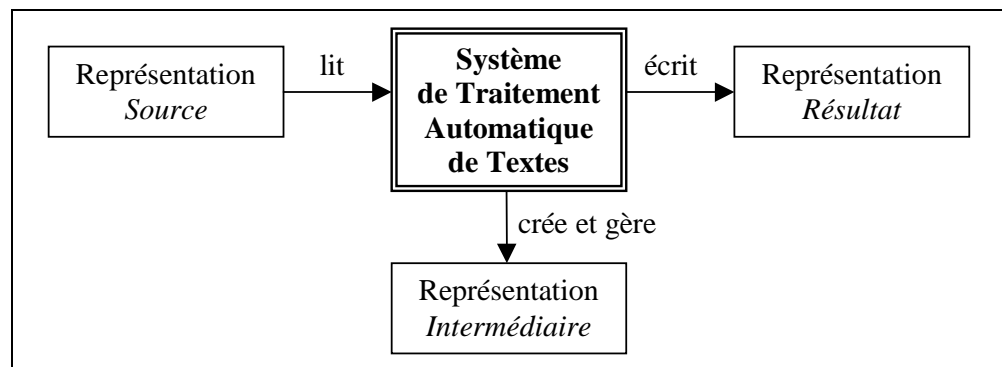 Représentation
Source
lit
Système
de Traitement
Automatique
de Textes
écrit
Représentation
Résultat
crée et gère
Représentation
Intermédiaire